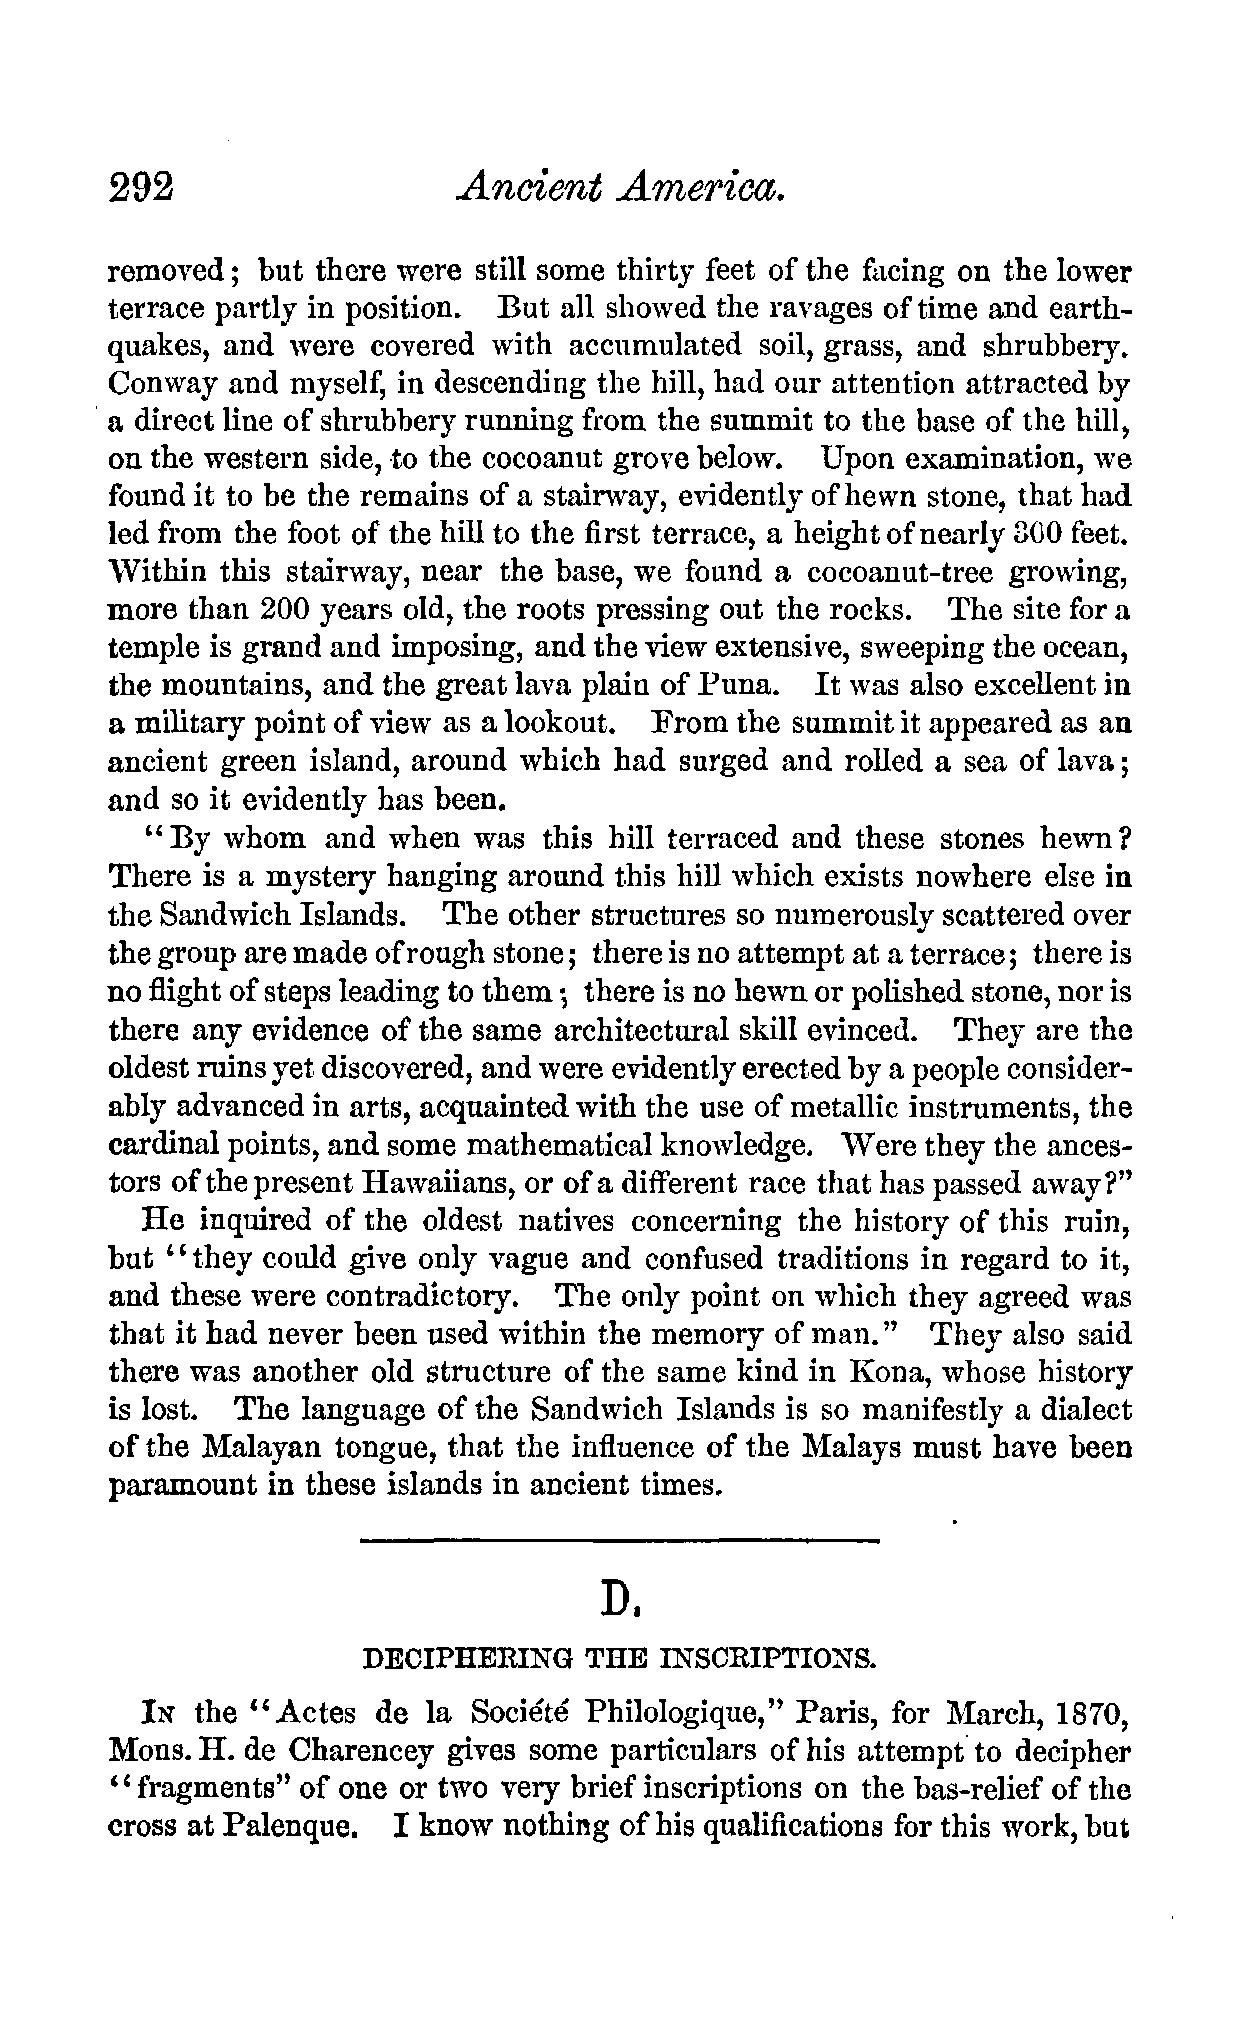 292 Ancient America.
removed; but there were still some thirty feet of the facing on the lower
terrace partly in position. But all showed the ravages of time and earth-
quakes, and were covered with accumulated soil, grass, and shrubbery.
Conway and myself, in descending the hill, had our attention attracted by
a direct line of shrubbery running from the summit to the base of the hill,
on the western side, to the cocoanut grove below. Upon examination, we
found it to be the remains of a stairway, evidently of hewn stone, that had
led from the foot of the hill to the first terrace, a height of nearly 300 feet.
Within this stairway, near the base, we found a cocoanut-tree growing,
more than 200 years old, the roots pressing out the rocks. The site for a
temple is grand and imposing, and the view extensive, sweeping the ocean,
the mountains, and the great lava plain of Puna. It was also excellent in
a military point of view as a lookout. From the summit it appeared as an
ancient green island, around which had surged and rolled a sea of lava;
and so it evidently has been.
"By whom and when was this hill terraced and these stones hewn?
There is a mystery hanging around this hill which exists nowhere else in
the Sandwich Islands. The other structures so numerously scattered over
the group are made of rough stone; there is no attempt at a terrace; there is
no flight of steps leading to them; there is no hewn or polished stone, nor is
there any evidence of the same architectural skill evinced. They are the
oldest ruins yet discovered, and were evidently erected by a people consider-
ably advanced in arts, acquainted with the use of metallic instruments, the
cardinal points, and some mathematical knowledge. Were they the ances-
tors of the present Hawaiians, or of a different race that has passed away?"
He inquired of the oldest natives concerning the history of this ruin,
but "they could give only vague and confused traditions in regard to it,
and these were contradictory. The only point on which they agreed was
that it had never been used within the memory of man." They also said
there was another old structure of the same kind in Kona, whose history
is lost. The language of the Sandwich Islands is so manifestly a dialect
of the Malayan tongue, that the influence of the Malays must have been
paramount in these islands in ancient times.
D.
DECIPHERING THE INSCRIPTIONS.
IN the "Actes de la Société Philologique," Paris, for March, 1870,
Mons. H. de Charencey gives some particulars of his attempt to decipher
"fragments" of one or two very brief inscriptions on the bas-relief of the
cross at Palenque. I know nothing of his qualifications for this work, but